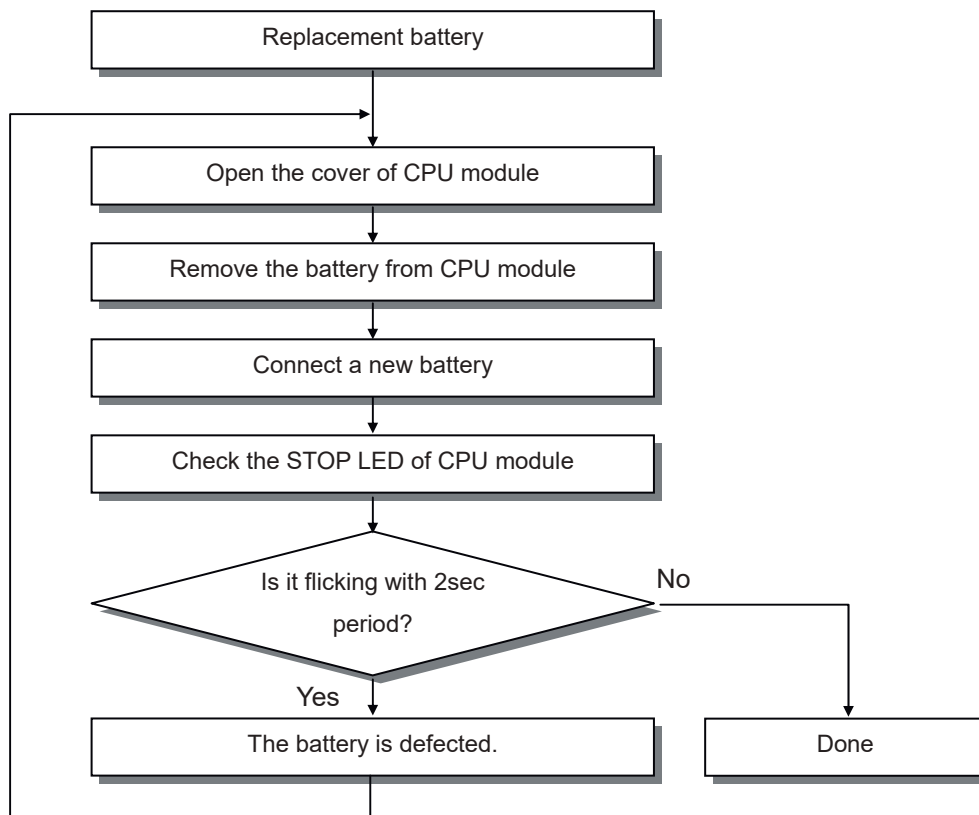 Replacement battery
Open the cover of CPU module
Remove the battery from CPU module
Connect a new battery
Check the STOP LED of CPU module
Is it flicking with 2sec
period?
No
Yes
The battery is defected.
Done